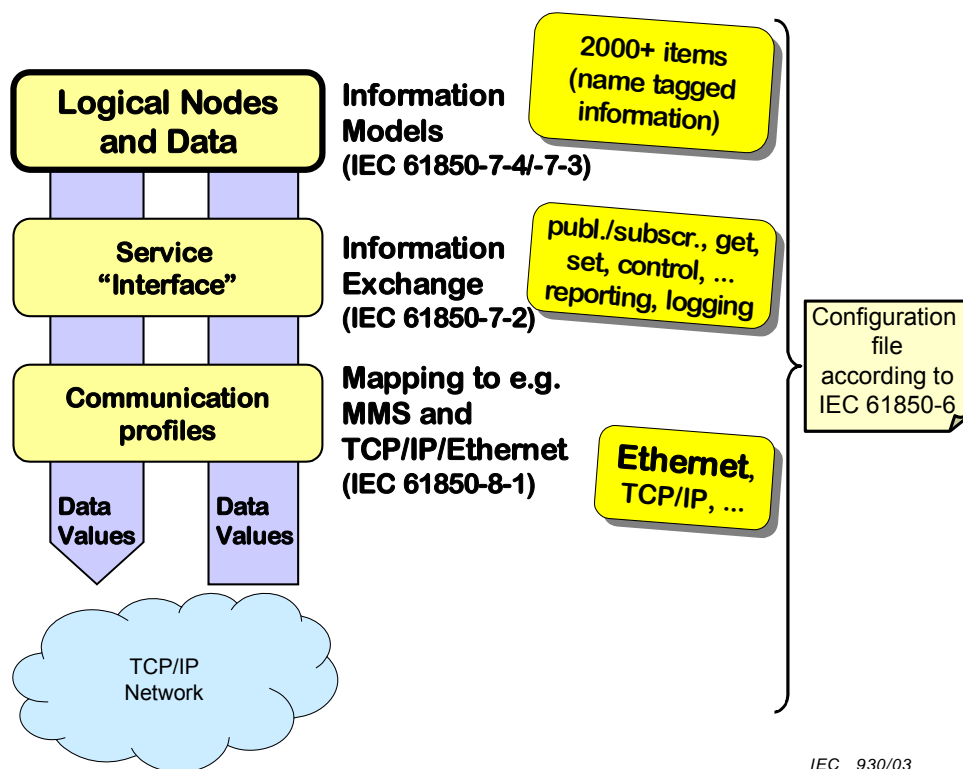 Logical Nodes
and Data
Information
Models
(IEC 61850-7-4/-7-3)
2000+ items
(name tagged
information)
Service
“Interface”
Information
Exchange
(IEC 61850-7-2)
publ./subscr., get,
set, control, ...
reporting, logging
Communication
profiles
Mapping to e.g.
MMS and
TCP/IP/Ethernet
(IEC 61850-8-1)
Ethernet,
TCP/IP, ...
Configuration
file
according to
IEC 61850-6
Data
Values
Data
Values
TCP/IP
Network
IEC 930/03